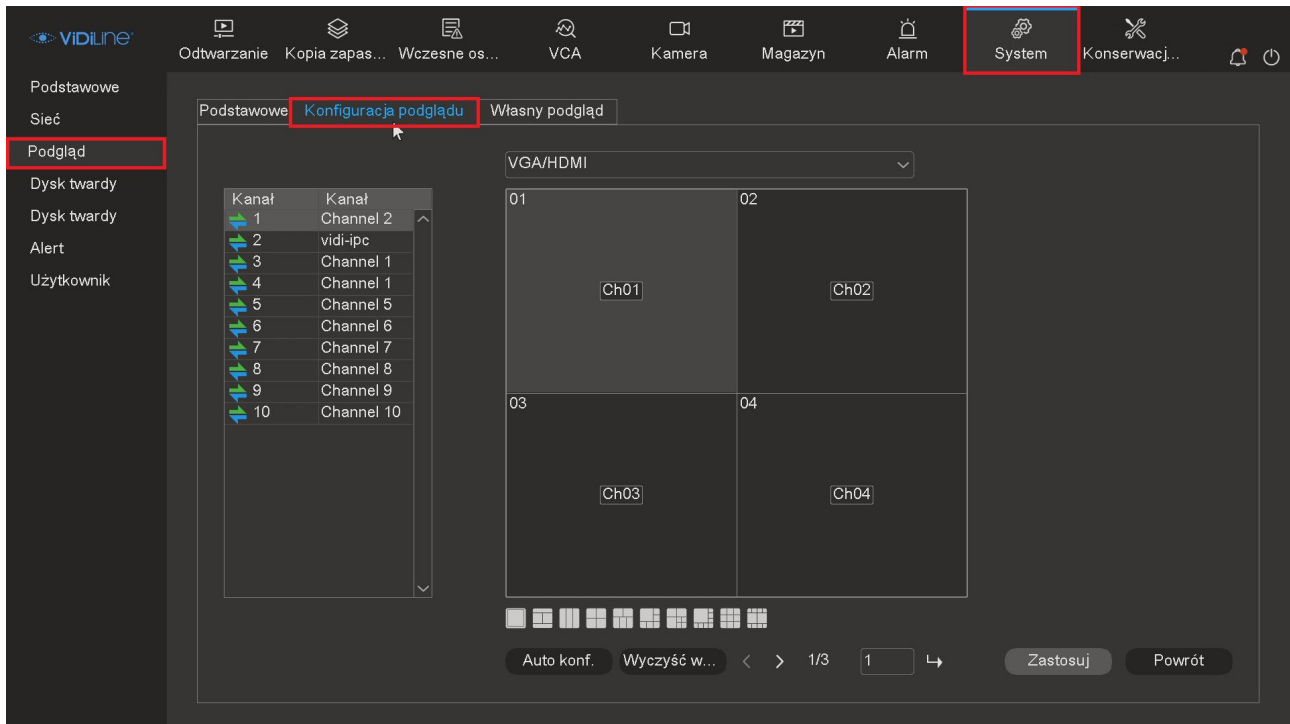 ViDiLINE
Odtwarzanie
Kopia zapas...
Wczesne os...
VCA
Kamera
Magazyn
Alarm
System
Konserwacj...
Podstawowe
Sieć
Podgląd
Dysk twardy
Dysk twardy
Alert
Użytkownik
Podstawowe Konfiguracja podglądu Własny podgląd
VGA/HDMI
Kanał Kanał
1 Channel 2
2 vidi-ipc
3 Channel 1
4 Channel 1
5 Channel 5
6 Channel 6
7 Channel 7
8 Channel 8
9 Channel 9
10 Channel 10
01 02
Ch01 Ch02
03 04
Ch03 Ch04
Auto konf. Wyczyść w... < > 1/3 1 Zastosuj Powrót